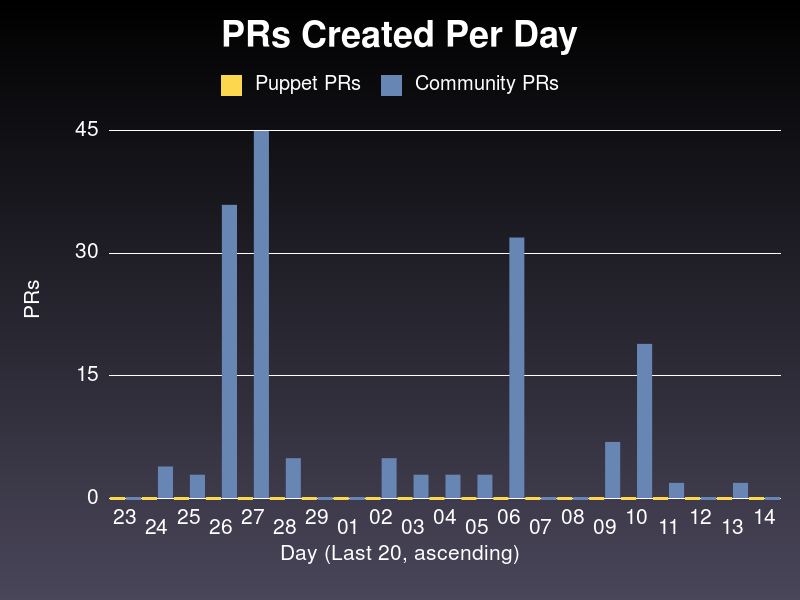 PRs Created Per Day
Puppet PRs Community PRs
45
30
15
0
PRs
23 24 25 26 27 28 29 01 02 03 04 05 06 07 08 09 10 11 12 13 14
Day (Last 20, ascending)